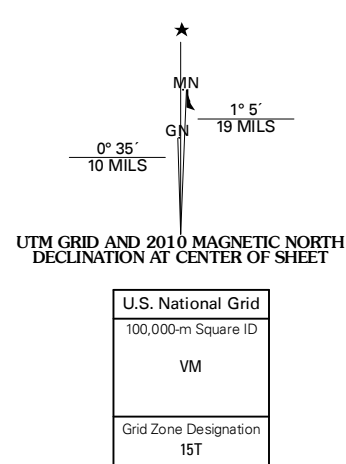 MN
1° 5´
19 MILS
GN
0° 35´
10 MILS
UTM GRID AND 2010 MAGNETIC NORTH
DECLINATION AT CENTER OF SHEET
U.S. National Grid
100,000-m Square ID
VM
Grid Zone Designation
15T